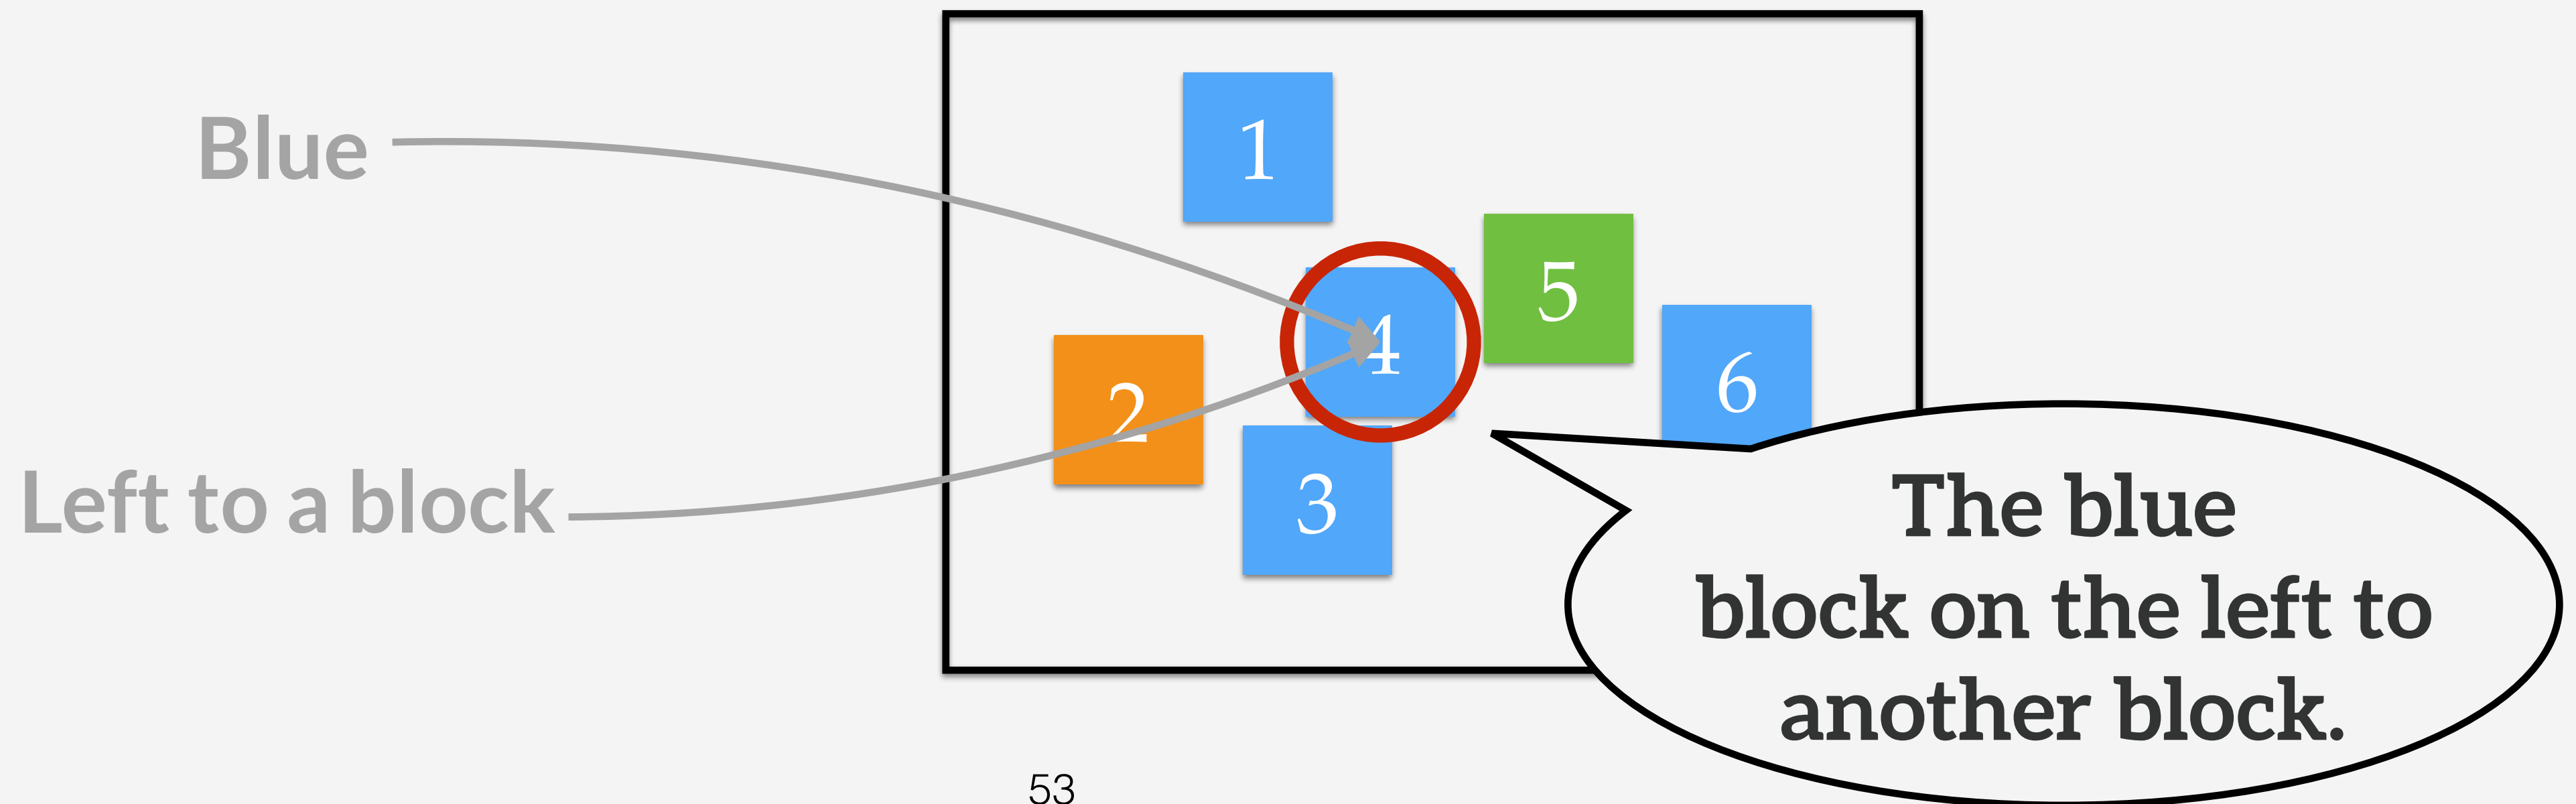 Blue
Left to a block
1
5
4
6
2
3
The blue
block on the left to
another block.
53